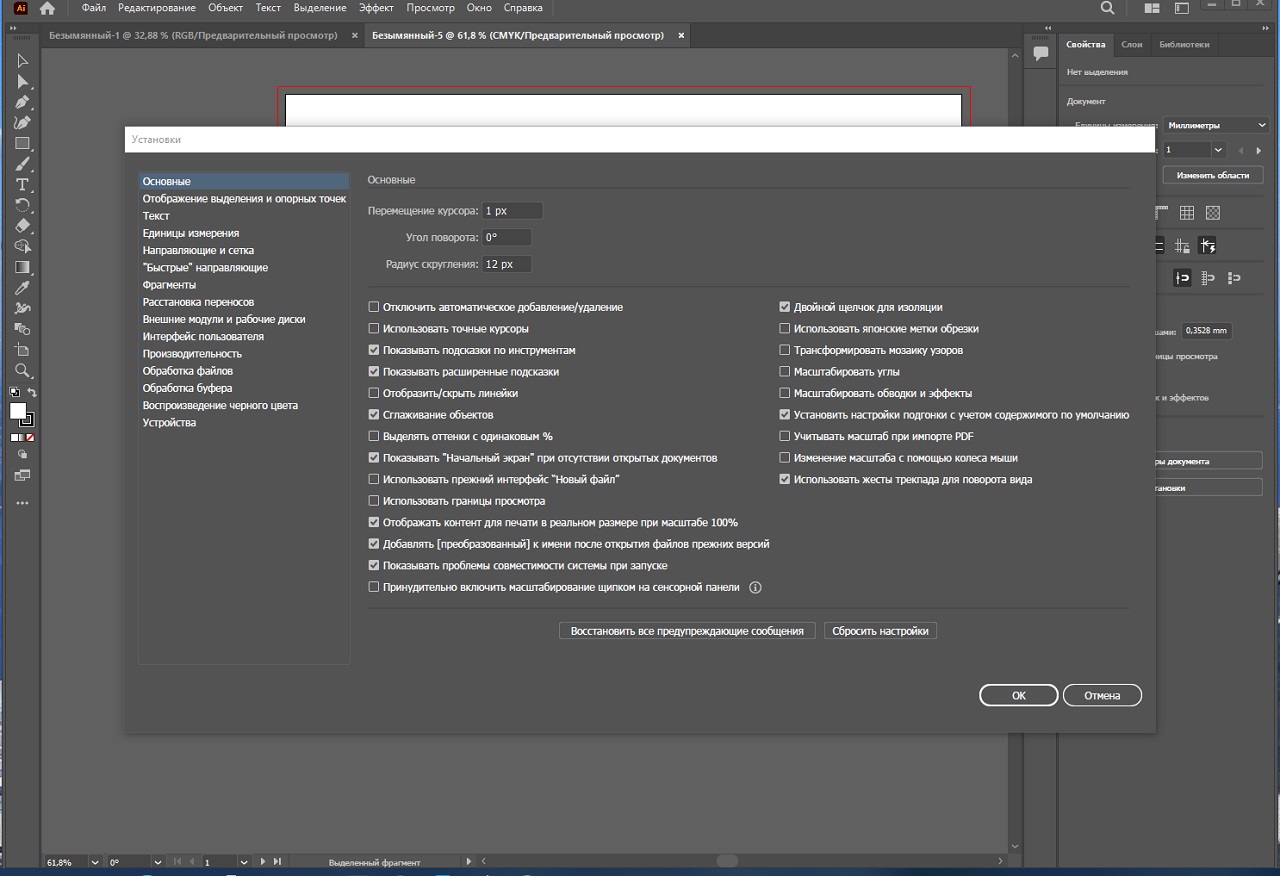 Ai Файл Редактирование Объект Текст Выделение Эффект Просмотр Окно Справка
Безымянный-1 @ 32,88 % (RGB/Предварительный просмотр) × Безымянный-5 @ 61,8 % (CMYK/Предварительный просмотр) ×
Свойства Слои Библиотеки
Нет выделения
Документ
Единицы измерения: Миллиметры
1
Изменить области
0,3528 mm
ницы просмотра
к и эффектов
ры документа
тановки
Установки
Основные
Отображение выделения и опорных точек
Текст
Единицы измерения
Направляющие и сетка
"Быстрые" направляющие
Фрагменты
Расстановка переносов
Внешние модули и рабочие диски
Интерфейс пользователя
Производительность
Обработка файлов
Обработка буфера
Воспроизведение черного цвета
Устройства
Основные
Перемещение курсора: 1 px
Угол поворота: 0°
Радиус скругления: 12 px
Отключить автоматическое добавление/удаление
Использовать точные курсоры
Показывать подсказки по инструментам
Показывать расширенные подсказки
Отобразить/скрыть линейки
Сглаживание объектов
Выделять оттенки с одинаковым %
Показывать "Начальный экран" при отсутствии открытых документов
Использовать прежний интерфейс "Новый файл"
Использовать границы просмотра
Отображать контент для печати в реальном размере при масштабе 100%
Добавлять [преобразованный] к имени после открытия файлов прежних версий
Показывать проблемы совместимости системы при запуске
Принудительно включить масштабирование щипком на сенсорной панели
Двойной щелчок для изоляции
Использовать японские метки обрезки
Трансформировать мозаику узоров
Масштабировать углы
Масштабировать обводки и эффекты
Установить настройки подгонки с учетом содержимого по умолчанию
Учитывать масштаб при импорте PDF
Изменение масштаба с помощью колеса мыши
Использовать жесты трекпада для поворота вида
Восстановить все предупреждающие сообщения Сбросить настройки
ОК Отмена
61,8% 0° 1 Выделенный фрагмент